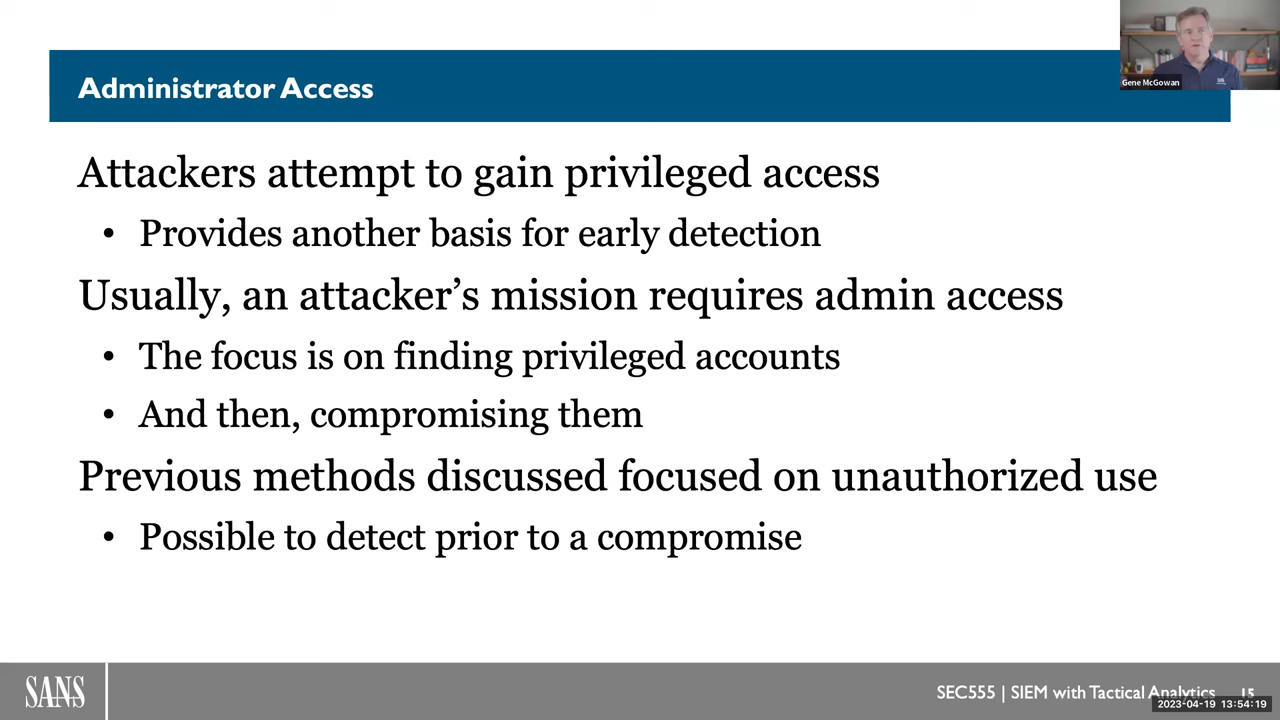 Gene McGowan
Administrator Access
Attackers attempt to gain privileged access
• Provides another basis for early detection
Usually, an attacker’s mission requires admin access
• The focus is on finding privileged accounts
• And then, compromising them
Previous methods discussed focused on unauthorized use
• Possible to detect prior to a compromise
SANS
SEC555 | SIEM with Tactical Analytics 15
2023-04-19 13:54:19